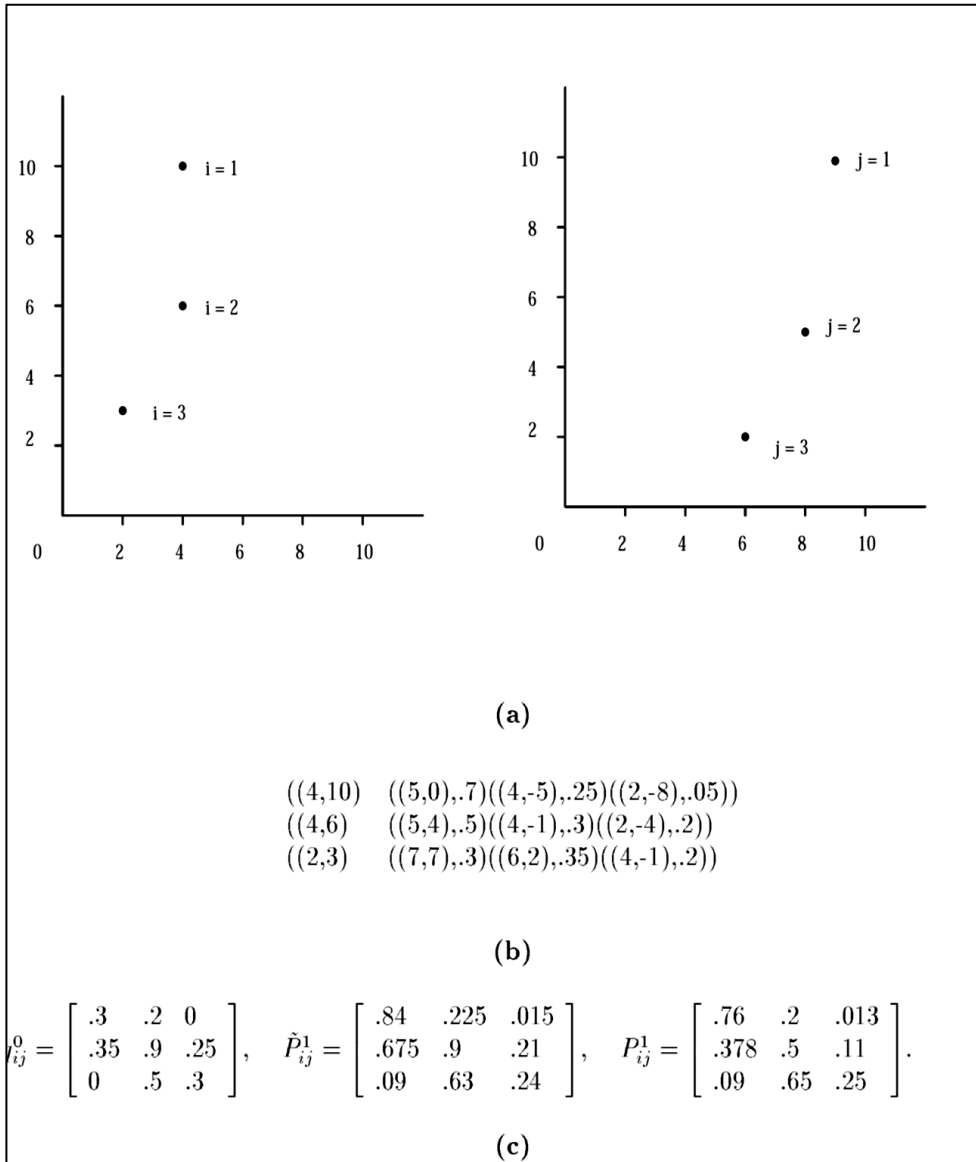 10
i = 1
8
6
i = 2
4
i = 3
2
0 2 4 6 8 10
10
j = 1
8
6
j = 2
4
2
j = 3
0 2 4 6 8 10
(a)
((4,10) ((5,0),.7)((4,-5),.25)((2,-8),.05))
((4,6) ((5,4),.5)((4,-1),.3)((2,-4),.2))
((2,3) ((7,7),.3)((6,2),.35)((4,-1),.2))
(b)
.3 .2 0 .84 .225 .015 .76 .2 .013
⁰ᵢⱼ = .35 .9 .25 , P̃¹ᵢⱼ = .675 .9 .21 , P¹ᵢⱼ = .378 .5 .11 .
0 .5 .3 .09 .63 .24 .09 .65 .25
(c)